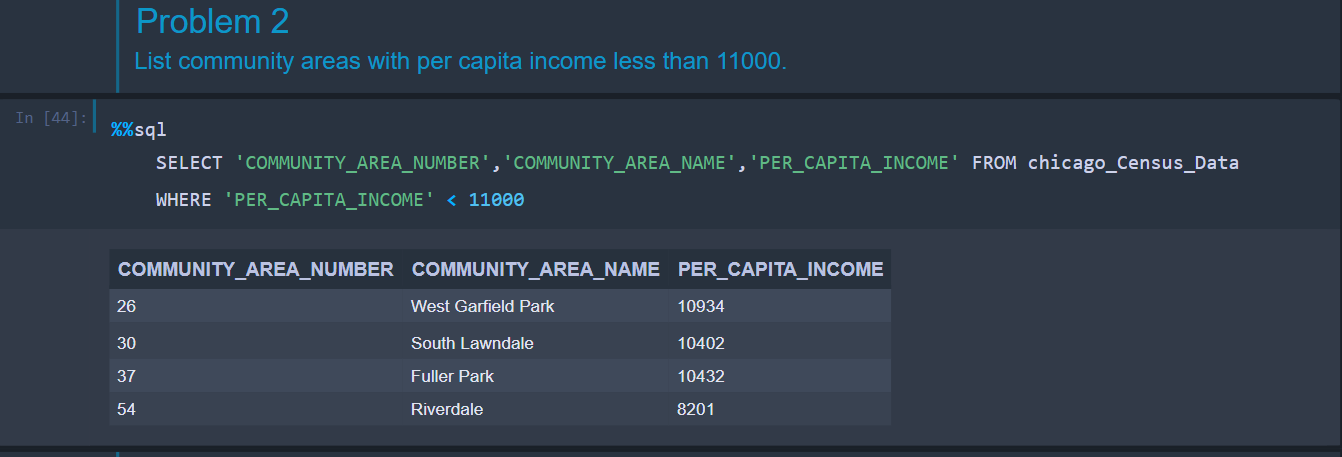 Problem 2
List community areas with per capita income less than 11000.
In [44]:
%%sql
SELECT 'COMMUNITY_AREA_NUMBER','COMMUNITY_AREA_NAME','PER_CAPITA_INCOME' FROM chicago_Census_Data
WHERE 'PER_CAPITA_INCOME' < 11000
COMMUNITY_AREA_NUMBER COMMUNITY_AREA_NAME PER_CAPITA_INCOME
26 West Garfield Park 10934
30 South Lawndale 10402
37 Fuller Park 10432
54 Riverdale 8201